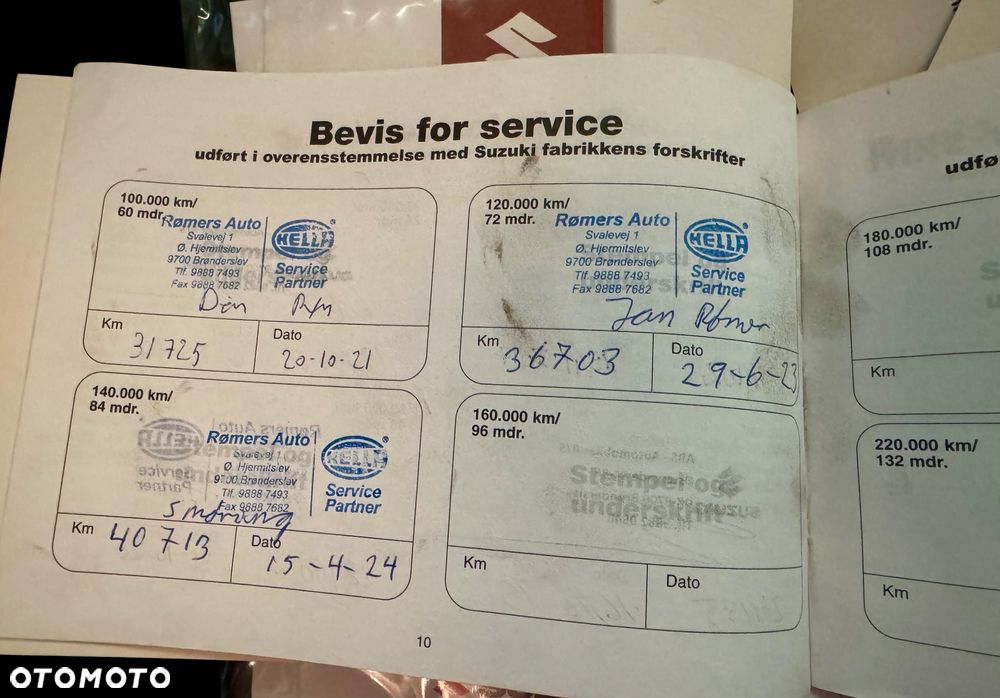 Bevis for service
udført i overensstemmelse med Suzuki fabrikkens forskrifter
100.000 km/
60 mdr.
Rømers Auto
Svalevej 1
Ø. Hjermitslev
9700 Brønderslev
Tlf. 9888 7493
Fax 9888 7682
HELLA
Service
Partner
Km
31725
Dato
20-10-21
120.000 km/
72 mdr.
Rømers Auto
Svalevej 1
Ø. Hjermitslev
9700 Brønderslev
Tlf. 9888 7493
Fax 9888 7682
HELLA
Service
Partner
Jan Rømer
Km
36703
Dato
29-6-23
140.000 km/
84 mdr.
Rømers Auto
Svalevej 1
Ø. Hjermitslev
9700 Brønderslev
Tlf. 9888 7493
Fax 9888 7682
HELLA
Service
Partner
Km
40713
Dato
15-4-24
160.000 km/
96 mdr.
Stempel og
underskrift
Km
Dato
10
udfø
180.000 km/
108 mdr.
Km
220.000 km/
132 mdr.
Km
OTOMOTO